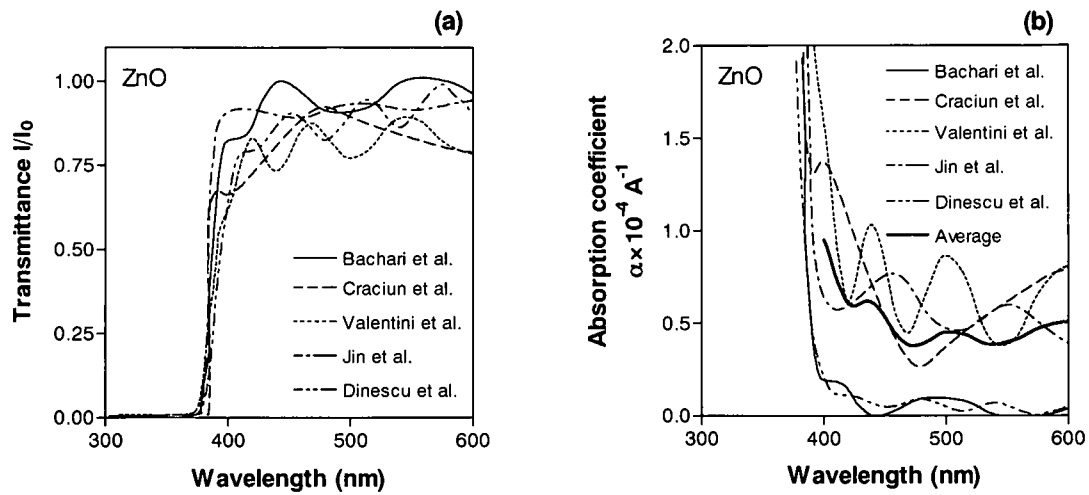 (a)
ZnO
Transmittance I/I0
1.00
0.75
0.50
0.25
0.00
300
400
500
600
Wavelength (nm)
Bachari et al.
Craciun et al.
Valentini et al.
Jin et al.
Dinescu et al.
(b)
ZnO
Absorption coefficient
α×10⁻⁴ A⁻¹
2.0
1.5
1.0
0.5
0.0
300
400
500
600
Wavelength (nm)
Bachari et al.
Craciun et al.
Valentini et al.
Jin et al.
Dinescu et al.
Average